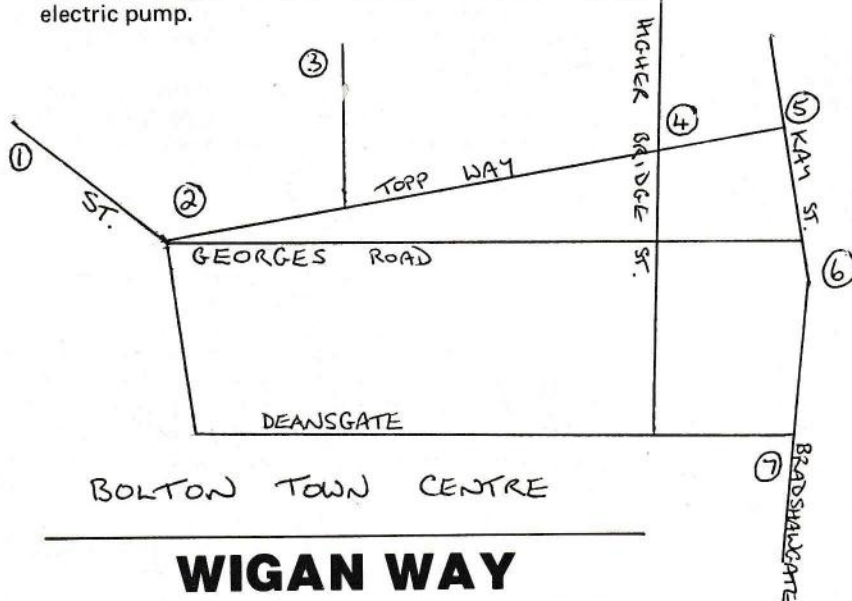 electric pump.
③
HIGHER BRIDGE ST.
④
⑤
KAY ST.
①
ST.
②
TOPP WAY
GEORGES ROAD
⑥
DEANSGATE
⑦
BRADSHAWGATE
BOLTON TOWN CENTRE
WIGAN WAY